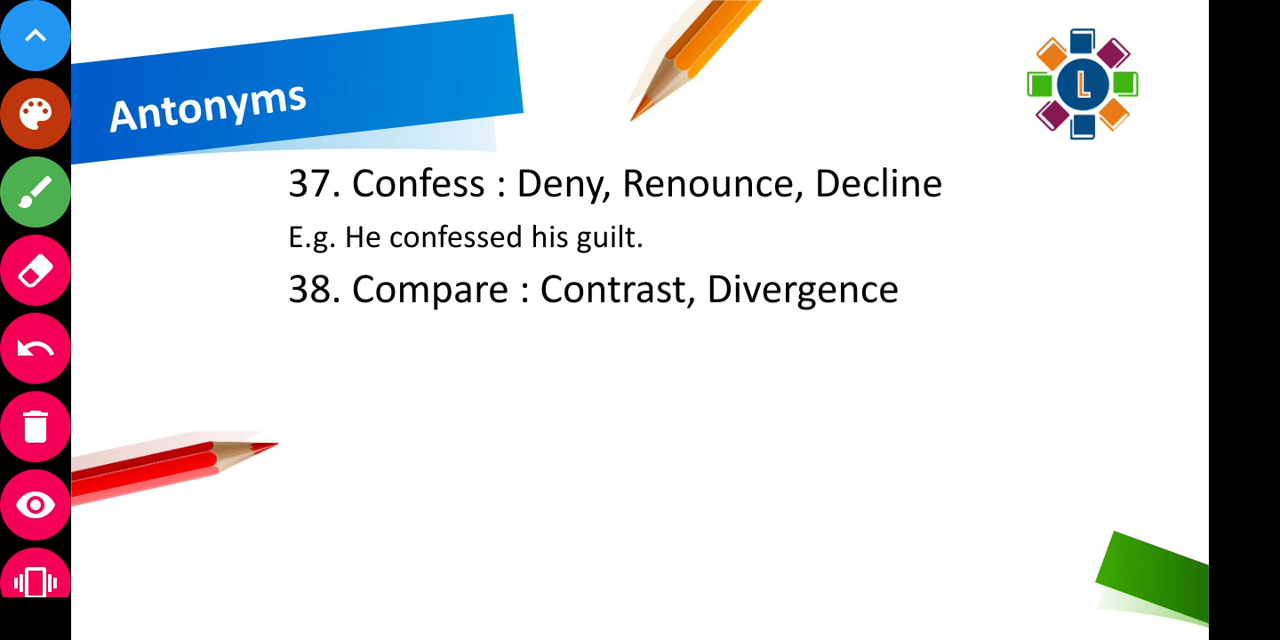 Antonyms
L
37. Confess : Deny, Renounce, Decline
E.g. He confessed his guilt.
38. Compare : Contrast, Divergence